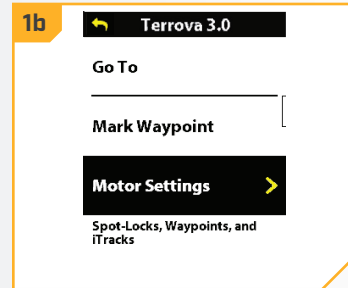 1b
Terrova 3.0
Go To
Mark Waypoint
Motor Settings
Spot-Locks, Waypoints, and
iTracks